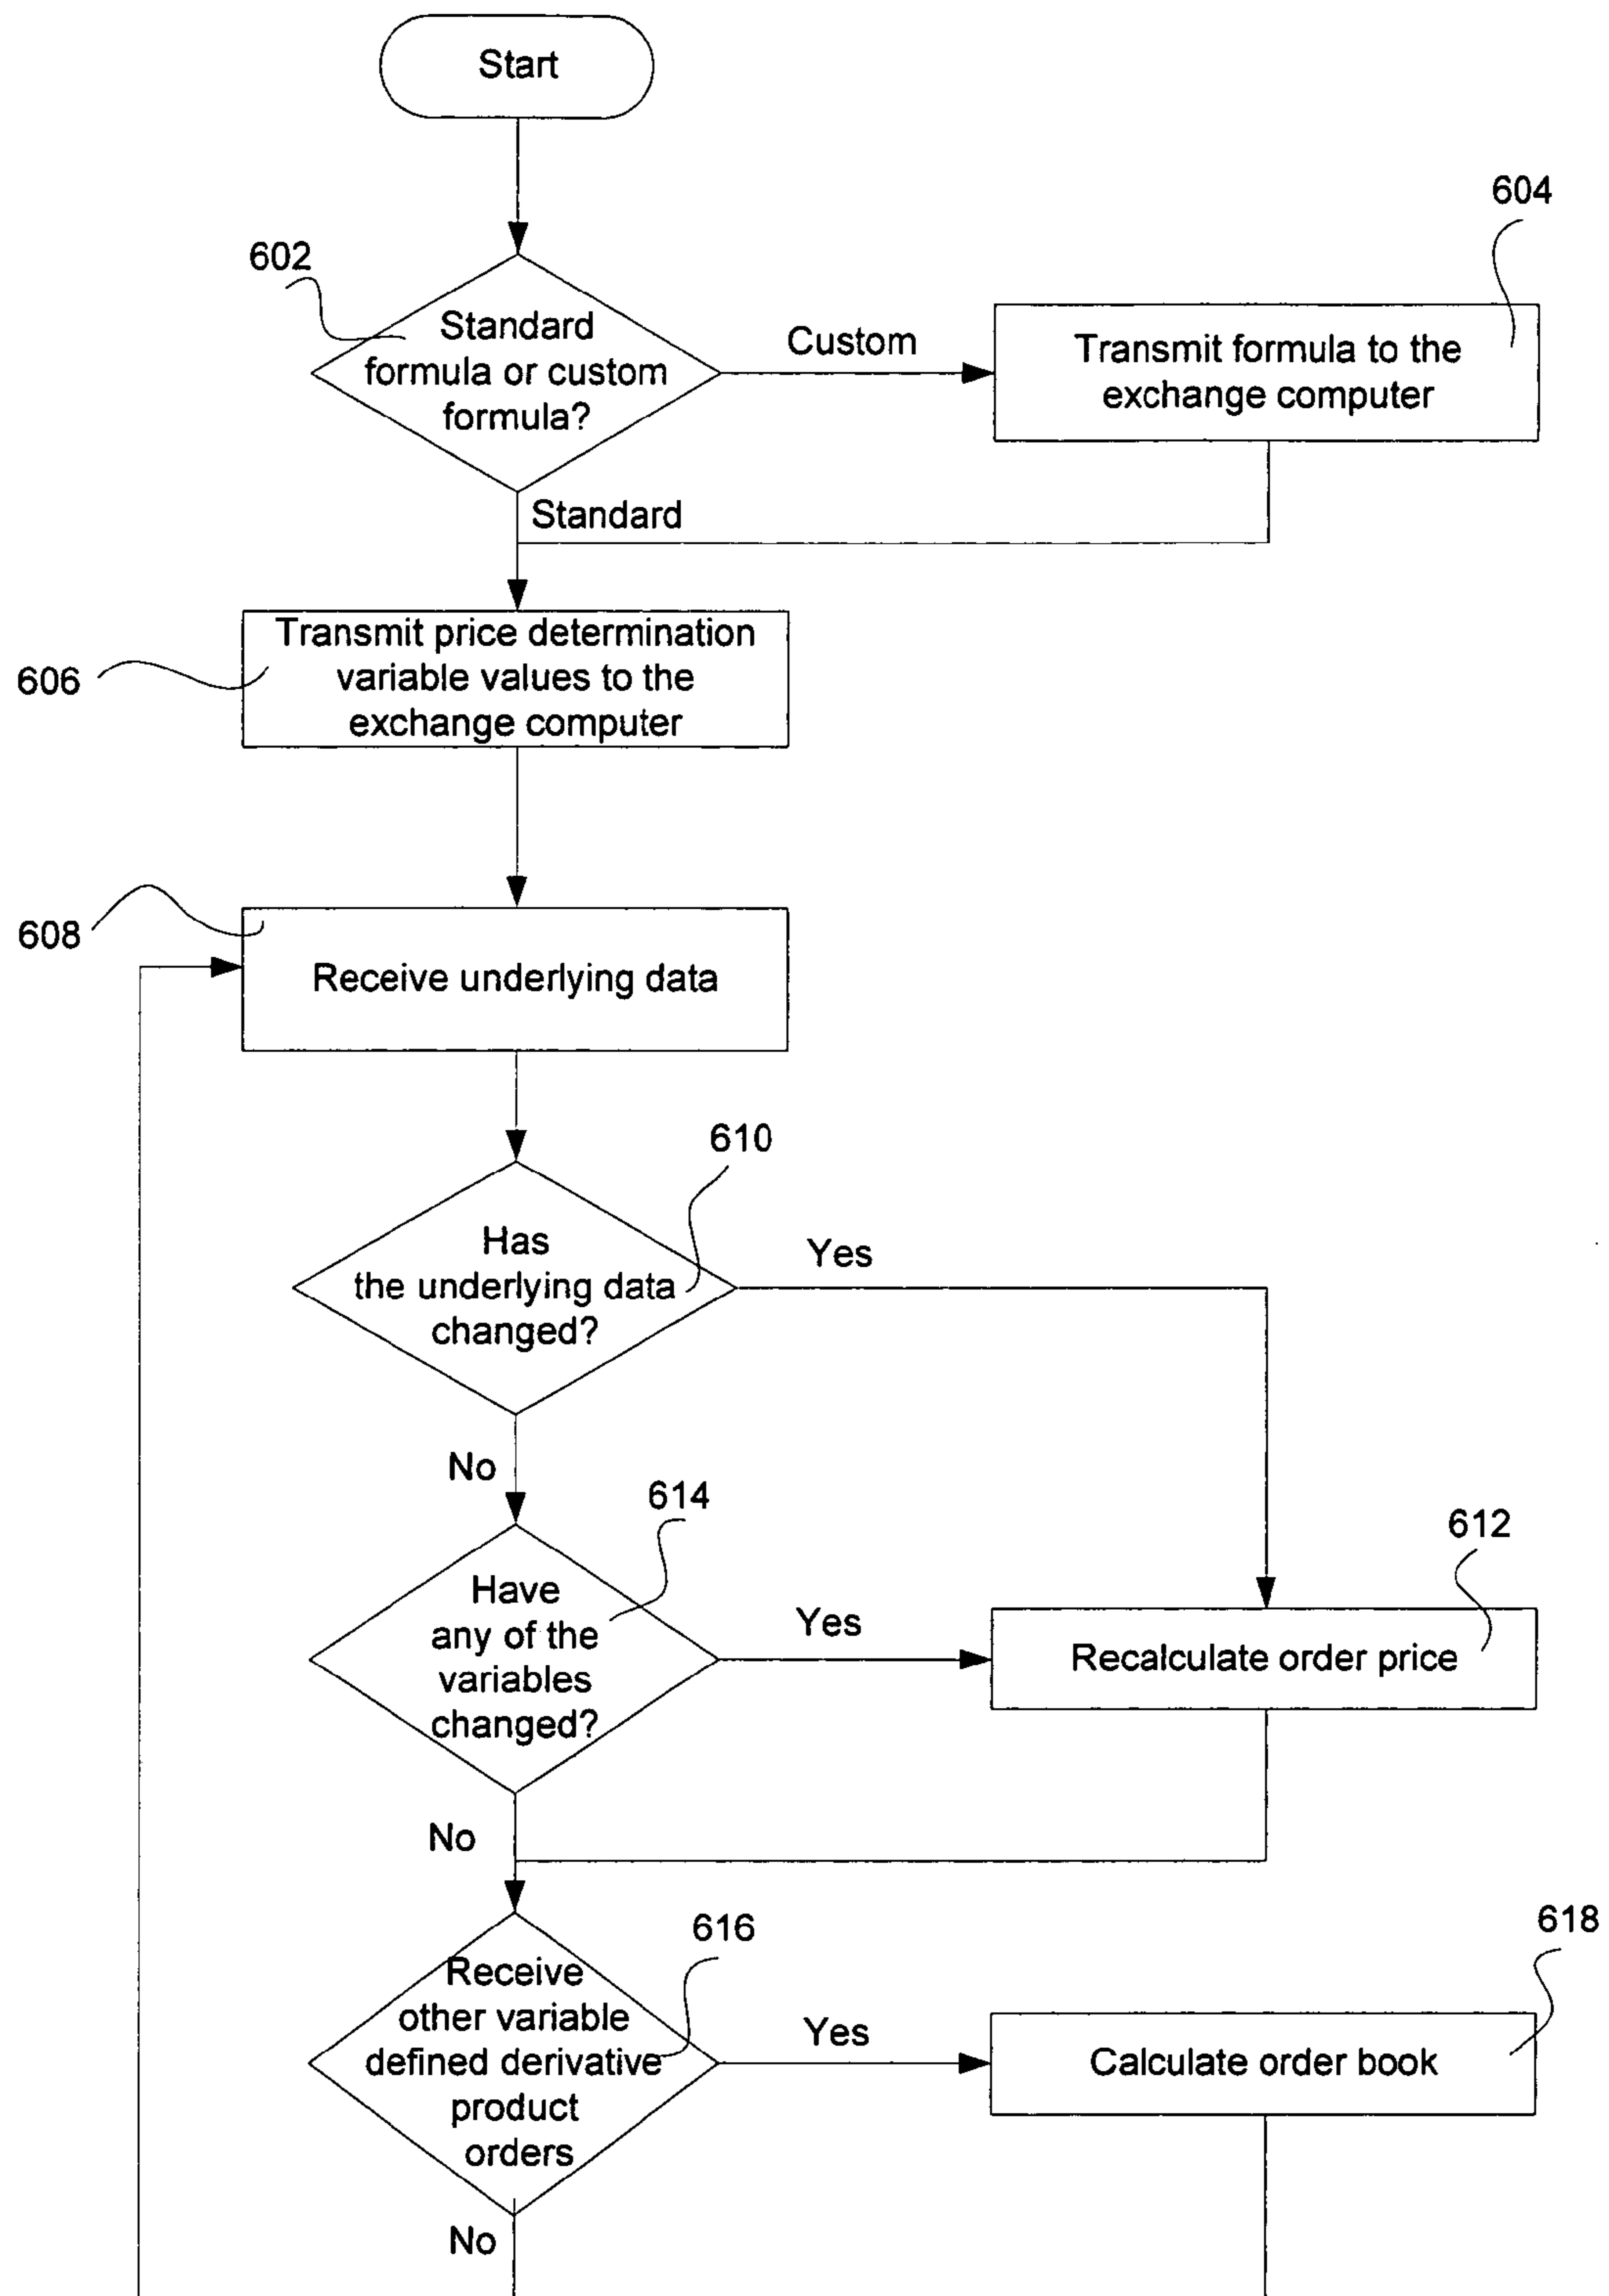 Start
602
Standard
formula or custom
formula?
Custom
604
Transmit formula to the
exchange computer
Standard
606
Transmit price determination
variable values to the
exchange computer
608
Receive underlying data
610
Has
the underlying data
changed?
Yes
No
614
Have
any of the
variables
changed?
Yes
612
Recalculate order price
No
616
Receive
other variable
defined derivative
product
orders
Yes
618
Calculate order book
No